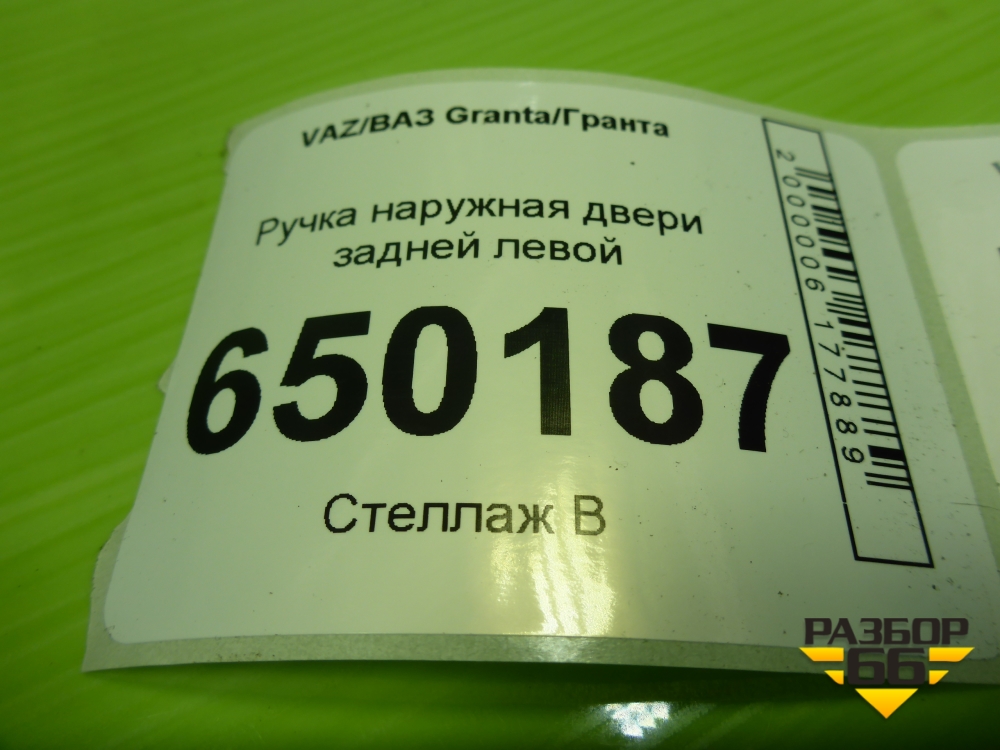 VAZ/ВАЗ Granta/Гранта
Ручка наружная двери
задней левой
650187
Стеллаж В
2000006177889
РАЗБОР
66